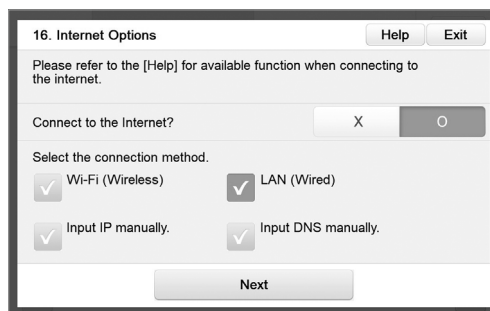 16. Internet Options
Help
Exit
Please refer to the [Help] for available function when connecting to
the internet.
Connect to the Internet?
X
O
Select the connection method.
Wi-Fi (Wireless)
LAN (Wired)
Input IP manually.
Input DNS manually.
Next